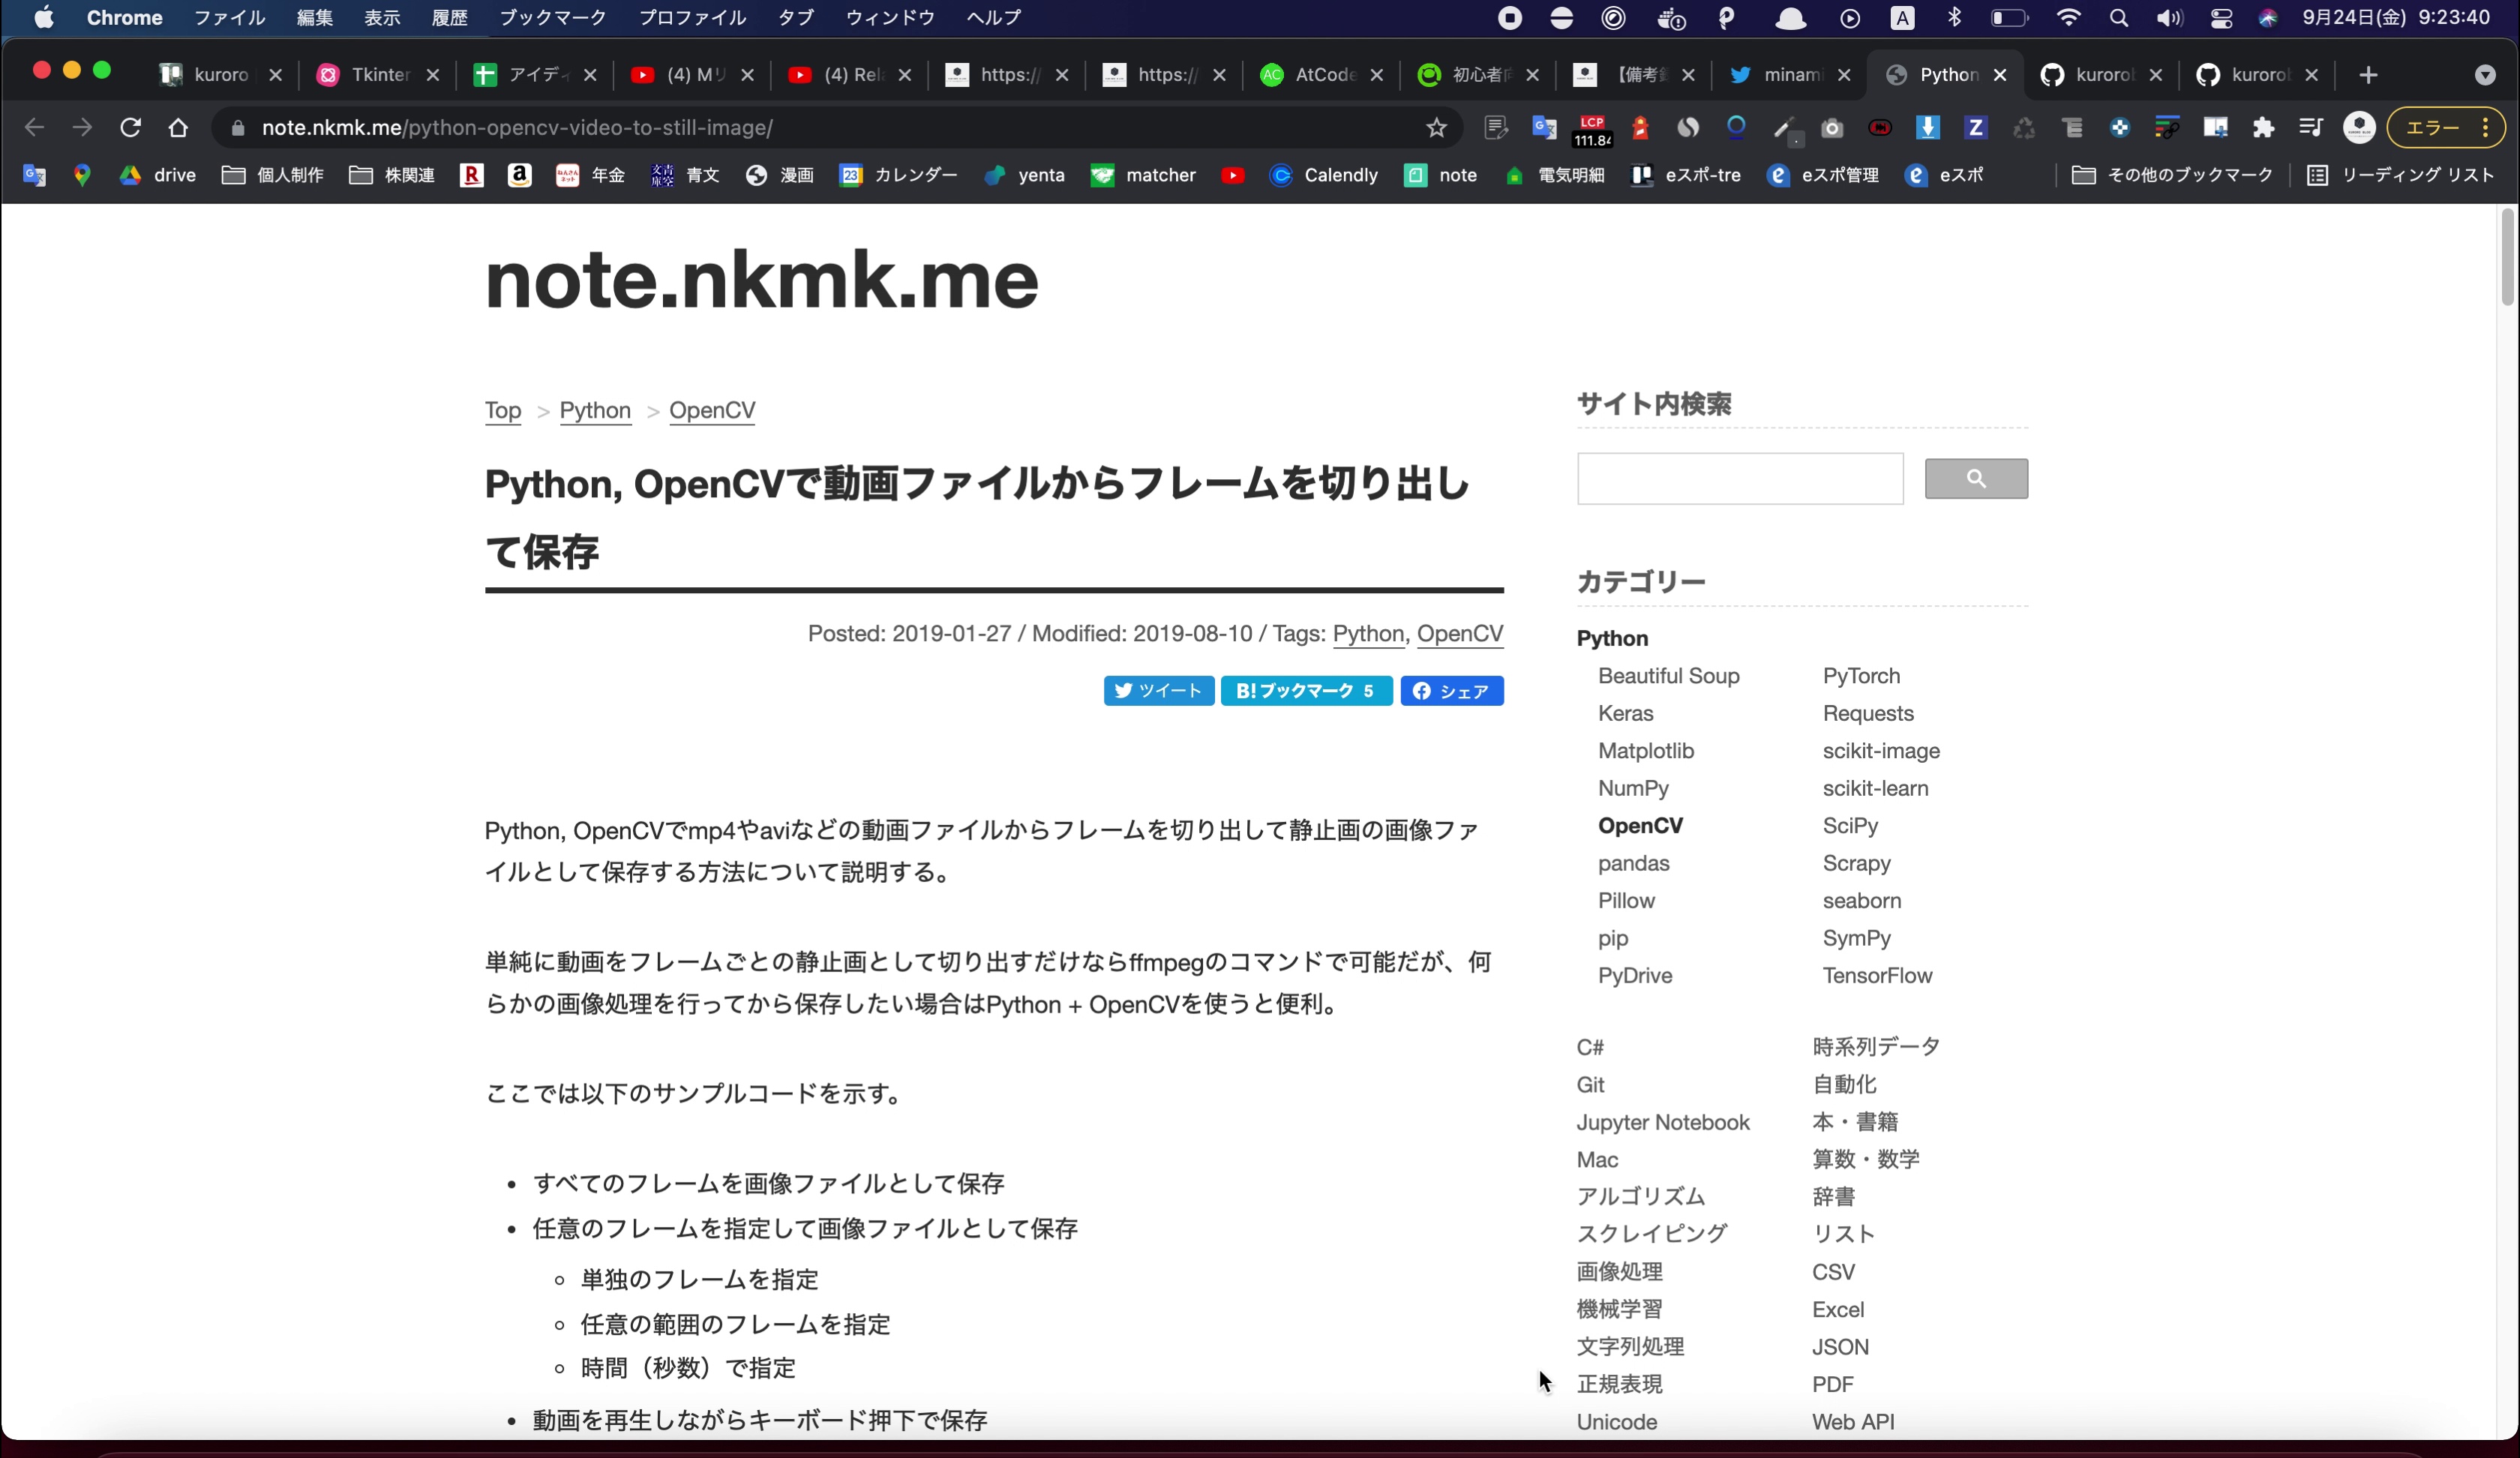 Chrome ファイル 編集 表示 履歴 ブックマーク プロファイル タブ ウィンドウ ヘルプ A 9月24日(金) 9:23:40
kuroro Tkinter アイディ (4) Mリ (4) Rela https:// https:// AtCode 初心者向 【備考録 minami Python kurorob kurorob
note.nkmk.me/python-opencv-video-to-still-image/ LCP 111.84 Z エラー
drive 個人制作 株関連 年金 青文 漫画 23 カレンダー yenta matcher Calendly note 電気明細 eスポ-tre eスポ管理 eスポ その他のブックマーク リーディング リスト
note.nkmk.me
Top > Python > OpenCV
Python, OpenCVで動画ファイルからフレームを切り出し
て保存
Posted: 2019-01-27 / Modified: 2019-08-10 / Tags: Python, OpenCV
ツイート B!ブックマーク 5 シェア
Python, OpenCVでmp4やaviなどの動画ファイルからフレームを切り出して静止画の画像ファ
イルとして保存する方法について説明する。
単純に動画をフレームごとの静止画として切り出すだけならffmpegのコマンドで可能だが、何
らかの画像処理を行ってから保存したい場合はPython + OpenCVを使うと便利。
ここでは以下のサンプルコードを示す。
• すべてのフレームを画像ファイルとして保存
• 任意のフレームを指定して画像ファイルとして保存
◦ 単独のフレームを指定
◦ 任意の範囲のフレームを指定
◦ 時間（秒数）で指定
• 動画を再生しながらキーボード押下で保存
サイト内検索
カテゴリー
Python
Beautiful Soup PyTorch
Keras Requests
Matplotlib scikit-image
NumPy scikit-learn
OpenCV SciPy
pandas Scrapy
Pillow seaborn
pip SymPy
PyDrive TensorFlow
C# 時系列データ
Git 自動化
Jupyter Notebook 本・書籍
Mac 算数・数学
アルゴリズム 辞書
スクレイピング リスト
画像処理 CSV
機械学習 Excel
文字列処理 JSON
正規表現 PDF
Unicode Web API